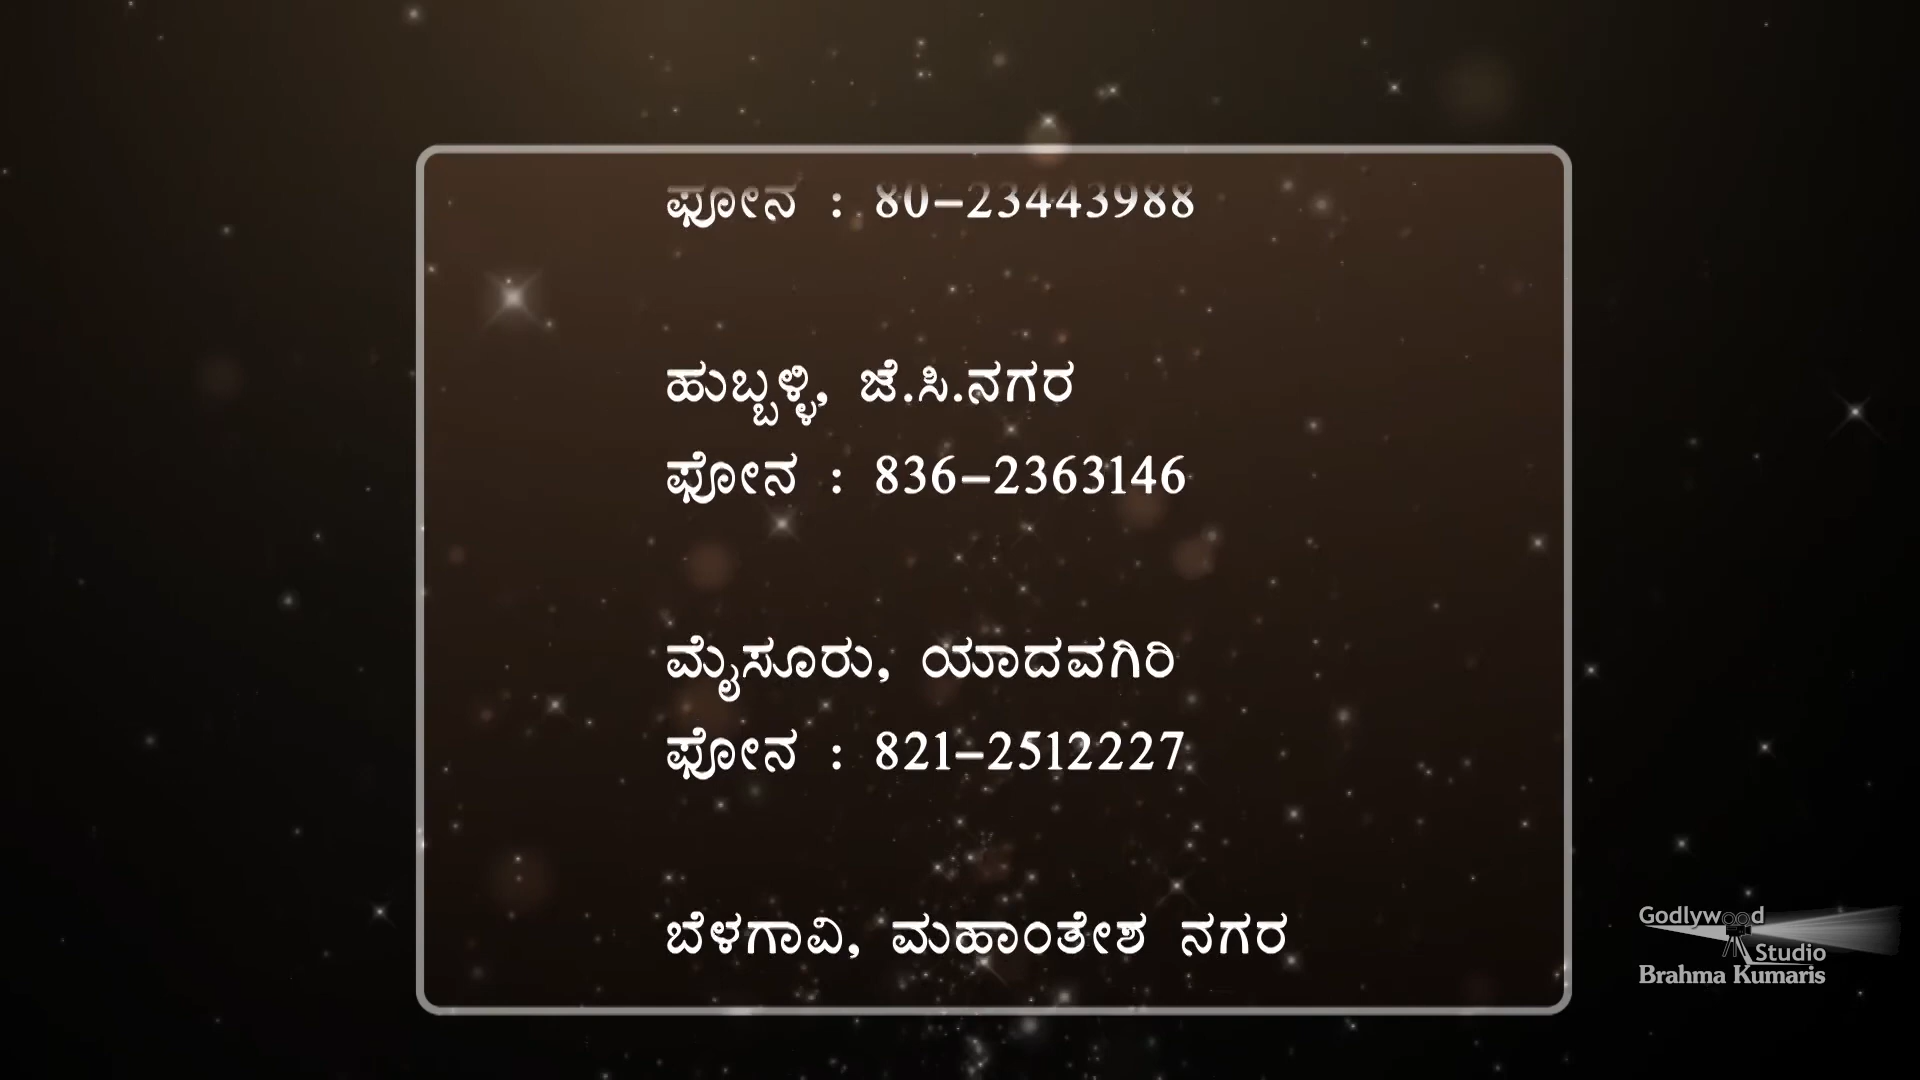 ಫೋನ : 80-23443988
ಹುಬ್ಬಳ್ಳಿ, ಜೆ.ಸಿ.ನಗರ
ಫೋನ : 836-2363146
ಮೈಸೂರು, ಯಾದವಗಿರಿ
ಫೋನ : 821-2512227
ಬೆಳಗಾವಿ, ಮಹಾಂತೇಶ ನಗರ
Godlywood
Studio
Brahma Kumaris